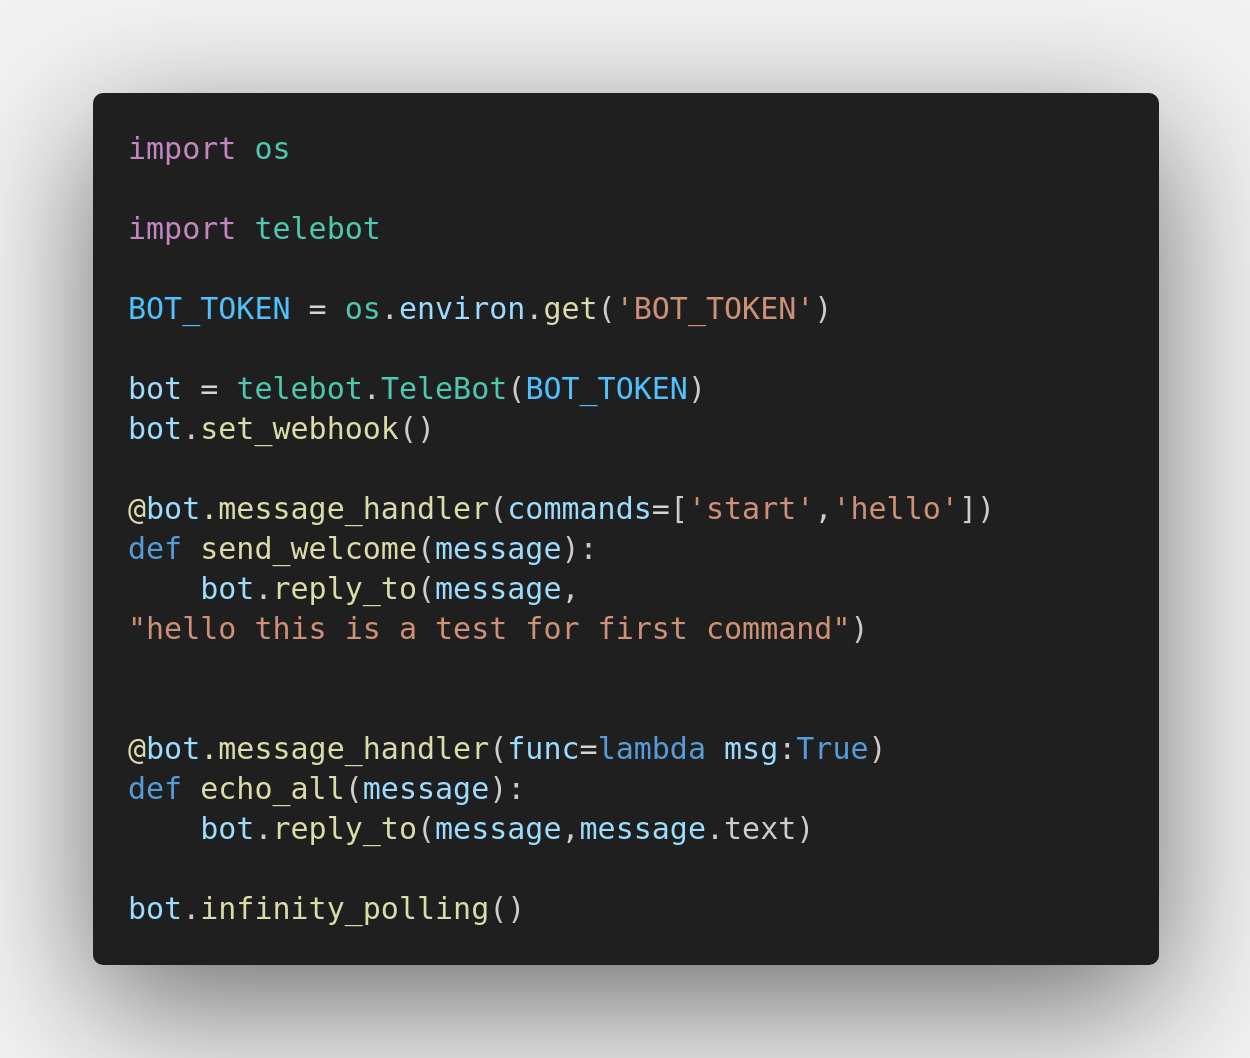 import os
import telebot
BOT_TOKEN = os.environ.get('BOT_TOKEN')
bot = telebot.TeleBot(BOT_TOKEN)
bot.set_webhook()
@bot.message_handler(commands=['start','hello'])
def send_welcome(message):
    bot.reply_to(message,
"hello this is a test for first command")
@bot.message_handler(func=lambda msg:True)
def echo_all(message):
    bot.reply_to(message,message.text)
bot.infinity_polling()